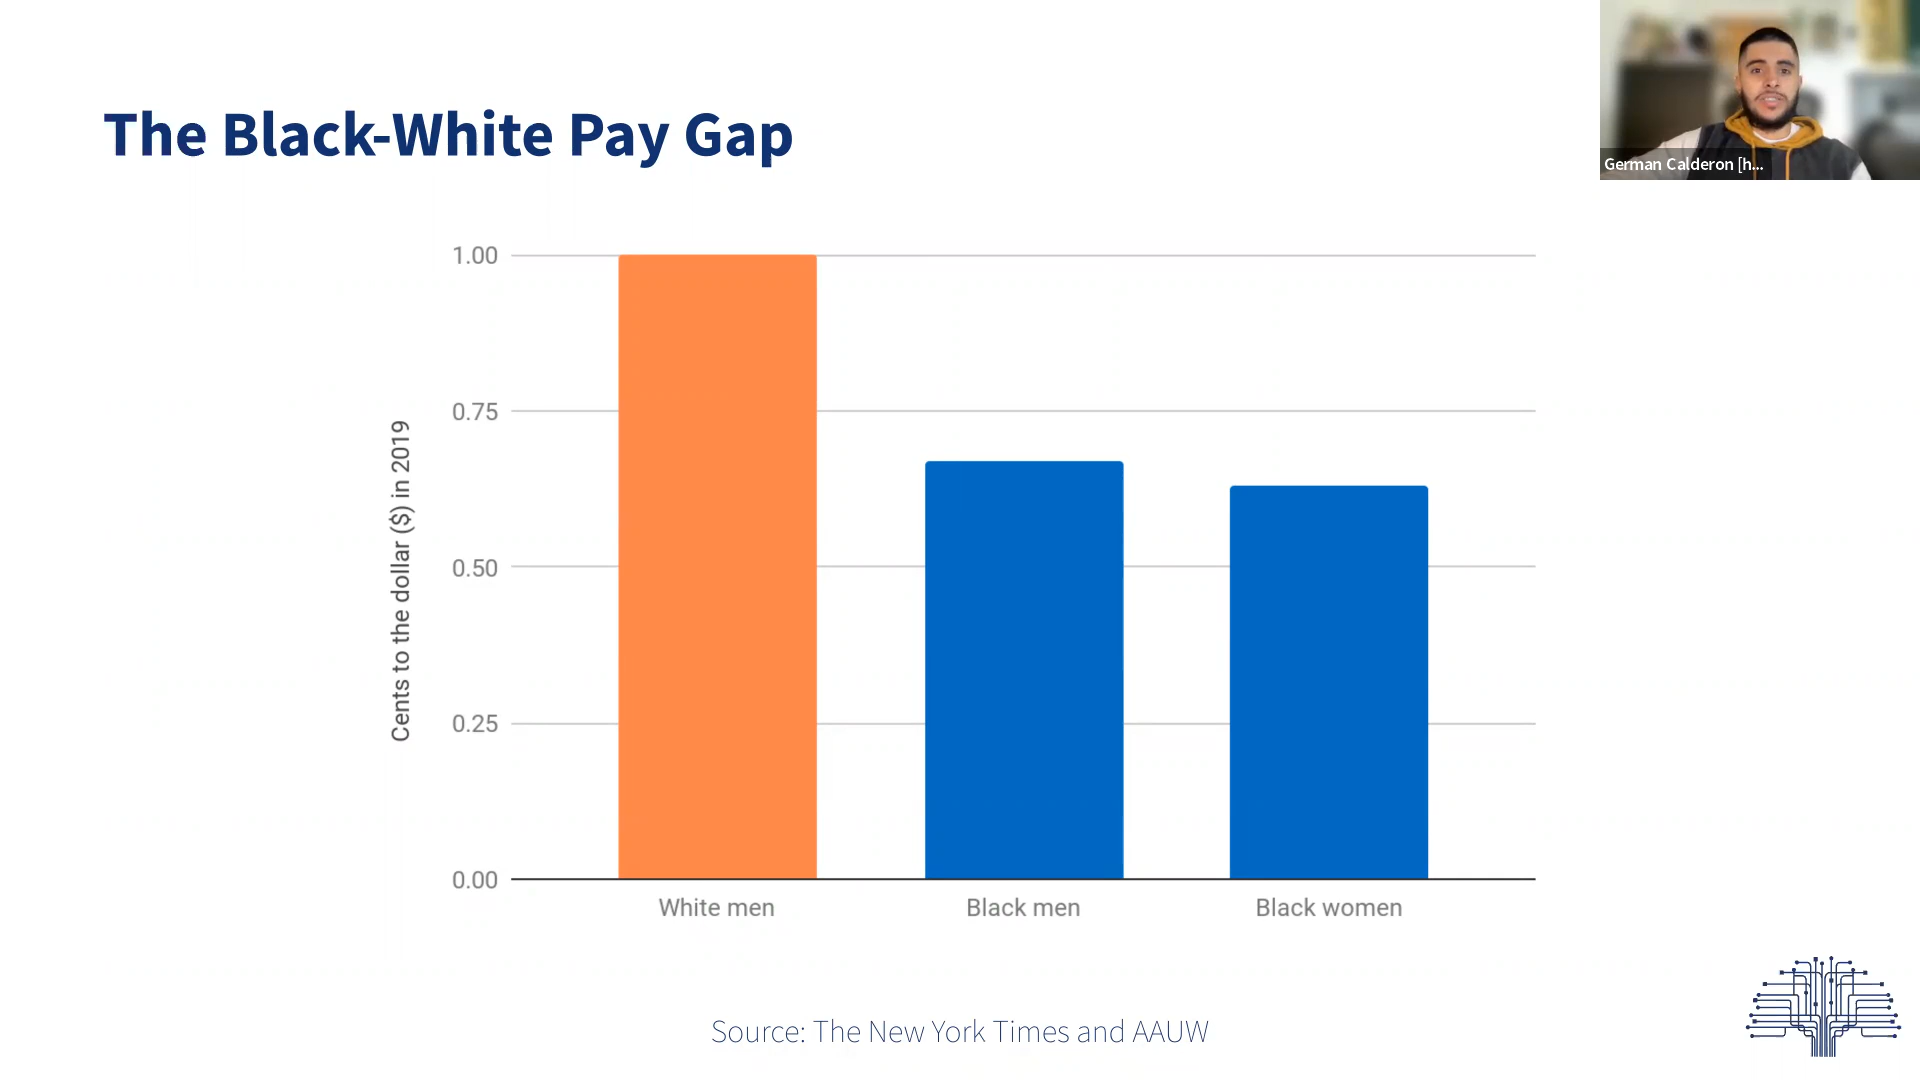 The Black-White Pay Gap
German Calderon [h...
1.00
0.75
0.50
0.25
0.00
Cents to the dollar ($) in 2019
White men
Black men
Black women
Source: The New York Times and AAUW